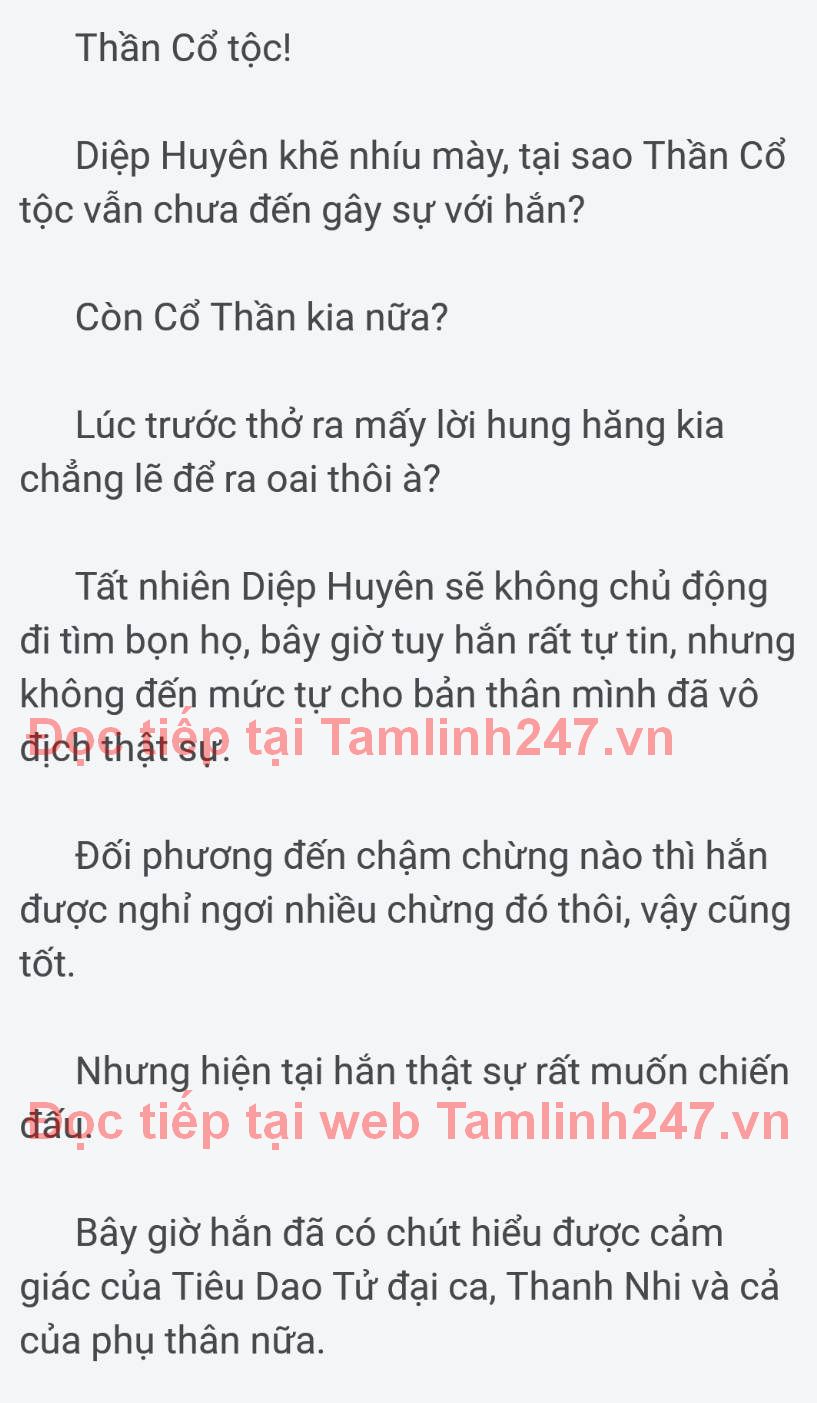 Thần Cổ tộc!
Diệp Huyên khẽ nhíu mày, tại sao Thần Cổ
tộc vẫn chưa đến gây sự với hắn?
Còn Cổ Thần kia nữa?
Lúc trước thở ra mấy lời hung hăng kia
chẳng lẽ để ra oai thôi à?
Tất nhiên Diệp Huyên sẽ không chủ động
đi tìm bọn họ, bây giờ tuy hắn rất tự tin, nhưng
không đến mức tự cho bản thân mình đã vô
địch thật sự.
Đọc tiếp tại Tamlinh247.vn
Đối phương đến chậm chừng nào thì hắn
được nghỉ ngơi nhiều chừng đó thôi, vậy cũng
tốt.
Nhưng hiện tại hắn thật sự rất muốn chiến
đấu.
Đọc tiếp tại web Tamlinh247.vn
Bây giờ hắn đã có chút hiểu được cảm
giác của Tiêu Dao Tử đại ca, Thanh Nhi và cả
của phụ thân nữa.